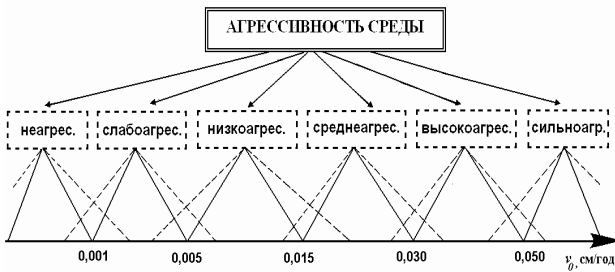 АГРЕССИВНОСТЬ СРЕДЫ
неагрес. слабоагрес. низкоагрес. среднеагрес. высокоагрес. сильноагр.
0,001 0,005 0,015 0,030 0,050 v₀, см/год